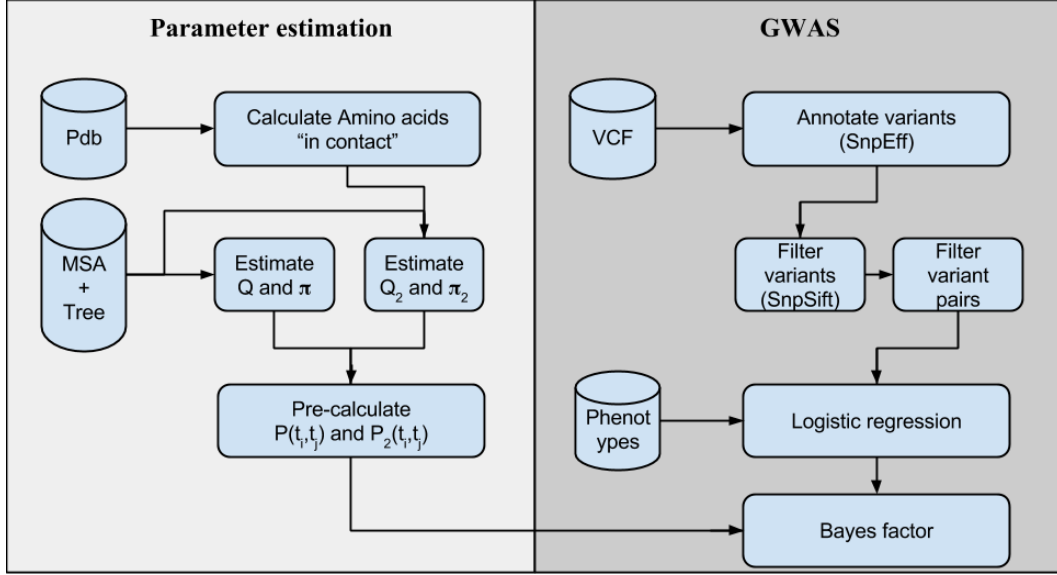 Parameter estimation
Pdb
Calculate Amino acids
“in contact”
MSA
+
Tree
Estimate
Q and π
Estimate
Q₂ and π₂
Pre-calculate
P(tᵢ,tⱼ) and P₂(tᵢ,tⱼ)
GWAS
VCF
Annotate variants
(SnpEff)
Filter
variants
(SnpSift)
Filter
variant
pairs
Phenot
ypes
Logistic regression
Bayes factor